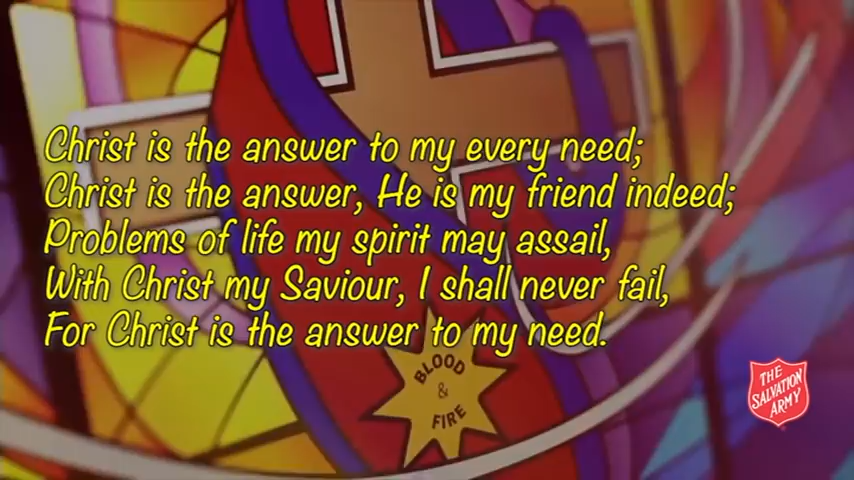 Christ is the answer to my every need;
Christ is the answer, He is my friend indeed;
Problems of life my spirit may assail,
With Christ my Saviour, I shall never fail,
For Christ is the answer to my need.
BLOOD
&
FIRE
THE
SALVATION
ARMY